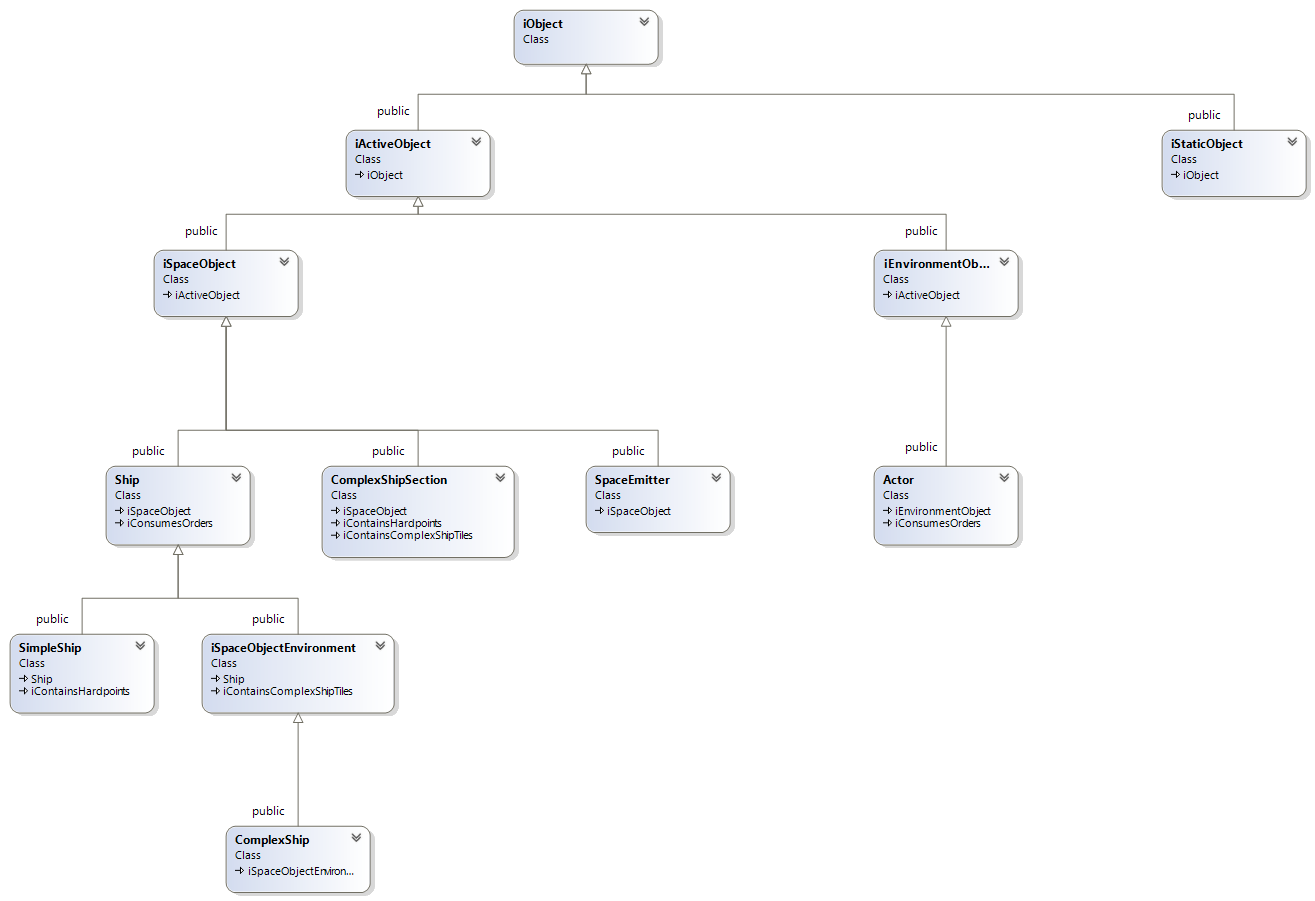 iObject
Class
public
public
iActiveObject
Class
iObject
iStaticObject
Class
iObject
public
public
iSpaceObject
Class
iActiveObject
iEnvironmentOb...
Class
iActiveObject
public
public
public
public
Ship
Class
iSpaceObject
iConsumesOrders
ComplexShipSection
Class
iSpaceObject
iContainsHardpoints
iContainsComplexShipTiles
SpaceEmitter
Class
iSpaceObject
Actor
Class
iEnvironmentObject
iConsumesOrders
public
public
SimpleShip
Class
Ship
iContainsHardpoints
iSpaceObjectEnvironment
Class
Ship
iContainsComplexShipTiles
public
ComplexShip
Class
iSpaceObjectEnviron...